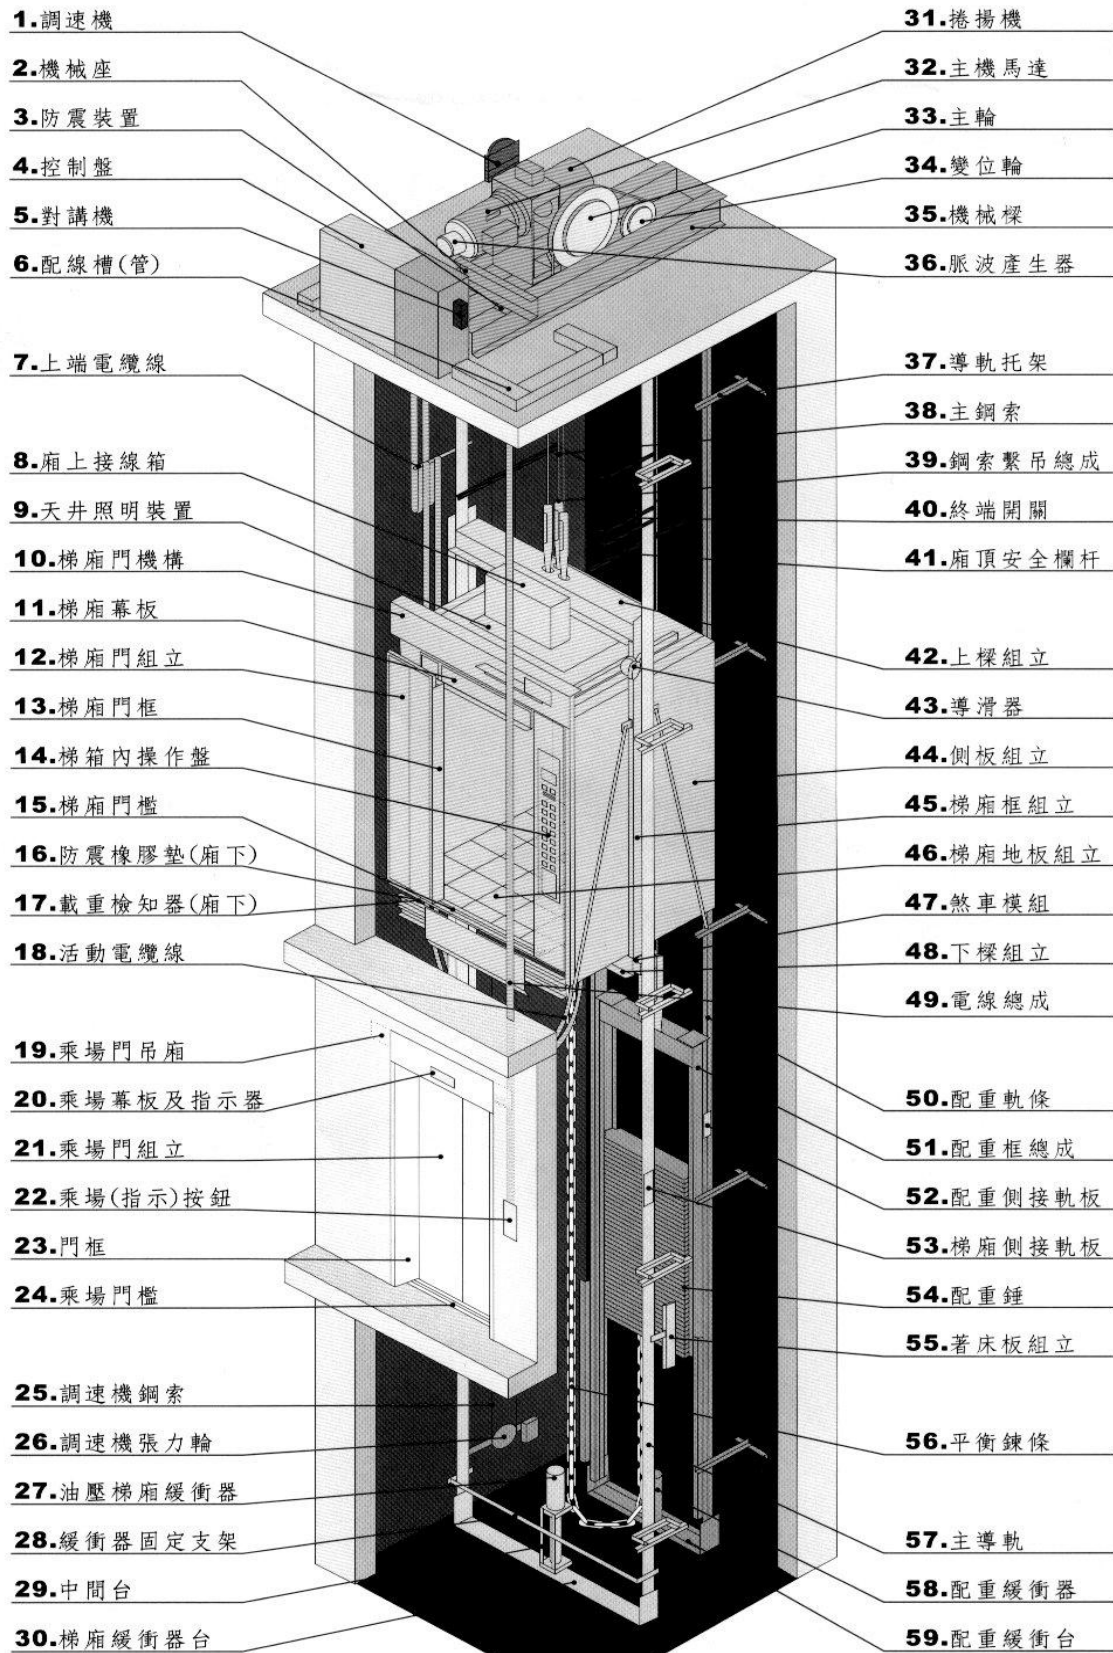 1.調速機
2.機械座
3.防震裝置
4.控制盤
5.對講機
6.配線槽(管)
7.上端電纜線
8.廂上接線箱
9.天井照明裝置
10.梯廂門機構
11.梯廂幕板
12.梯廂門組立
13.梯廂門框
14.梯箱內操作盤
15.梯廂門檻
16.防震橡膠墊(廂下)
17.載重檢知器(廂下)
18.活動電纜線
19.乘場門吊廂
20.乘場幕板及指示器
21.乘場門組立
22.乘場(指示)按鈕
23.門框
24.乘場門檻
25.調速機鋼索
26.調速機張力輪
27.油壓梯廂緩衝器
28.緩衝器固定支架
29.中間台
30.梯廂緩衝器台
31.捲揚機
32.主機馬達
33.主輪
34.變位輪
35.機械樑
36.脈波產生器
37.導軌托架
38.主鋼索
39.鋼索繫吊總成
40.終端開關
41.廂頂安全欄杆
42.上樑組立
43.導滑器
44.側板組立
45.梯廂框組立
46.梯廂地板組立
47.煞車模組
48.下樑組立
49.電線總成
50.配重軌條
51.配重框總成
52.配重側接軌板
53.梯廂側接軌板
54.配重錘
55.著床板組立
56.平衡鍊條
57.主導軌
58.配重緩衝器
59.配重緩衝台